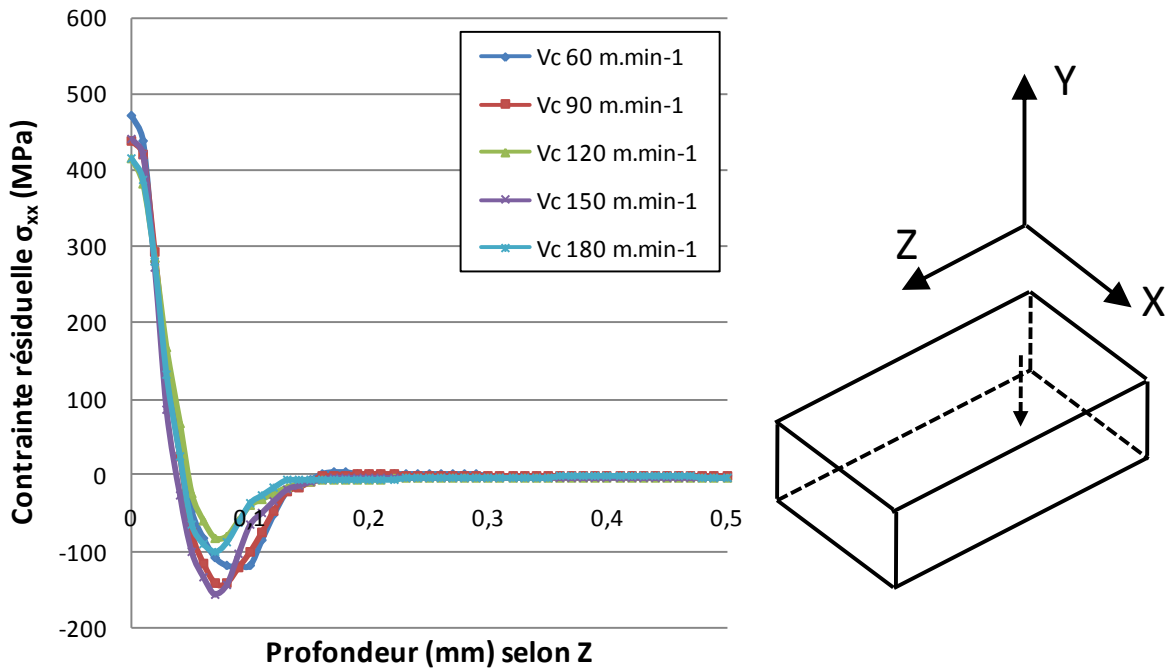 600
500
400
300
200
100
0
-100
-200
Contrainte résiduelle σxx (MPa)
0
0,1
0,2
0,3
0,4
0,5
Profondeur (mm) selon Z
Vc 60 m.min-1
Vc 90 m.min-1
Vc 120 m.min-1
Vc 150 m.min-1
Vc 180 m.min-1
Y
Z
X